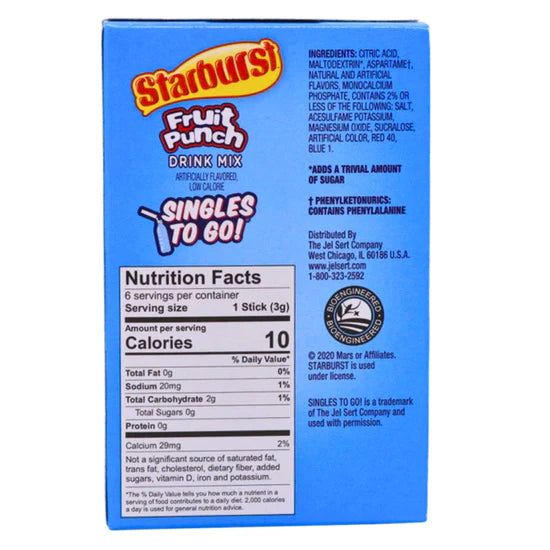 Starburst
Fruit
Punch
DRINK MIX
ARTIFICIALLY FLAVORED,
LOW CALORIE
SINGLES
TO GO!
Nutrition Facts
6 servings per container
Serving size 1 Stick (3g)
Amount per serving
Calories 10
% Daily Value*
Total Fat 0g 0%
Sodium 20mg 1%
Total Carbohydrate 2g 1%
Total Sugars 0g
Protein 0g
Calcium 29mg 2%
Not a significant source of saturated fat,
trans fat, cholesterol, dietary fiber, added
sugars, vitamin D, iron and potassium.
*The % Daily Value tells you how much a nutrient in a
serving of food contributes to a daily diet. 2,000 calories
a day is used for general nutrition advice.
INGREDIENTS: CITRIC ACID,
MALTODEXTRIN*, ASPARTAME†,
NATURAL AND ARTIFICIAL
FLAVORS, MONOCALCIUM
PHOSPHATE, CONTAINS 2% OR
LESS OF THE FOLLOWING: SALT,
ACESULFAME POTASSIUM,
MAGNESIUM OXIDE, SUCRALOSE,
ARTIFICIAL COLOR, RED 40,
BLUE 1.
*ADDS A TRIVIAL AMOUNT
OF SUGAR
† PHENYLKETONURICS:
CONTAINS PHENYLALANINE
Distributed By
The Jel Sert Company
West Chicago, IL 60186 U.S.A.
www.jelsert.com
1-800-323-2592
BIOENGINEERED
BIOENGINEERED
© 2020 Mars or Affiliates.
STARBURST is used
under license.
SINGLES TO GO! is a trademark
of The Jel Sert Company and
used with permission.